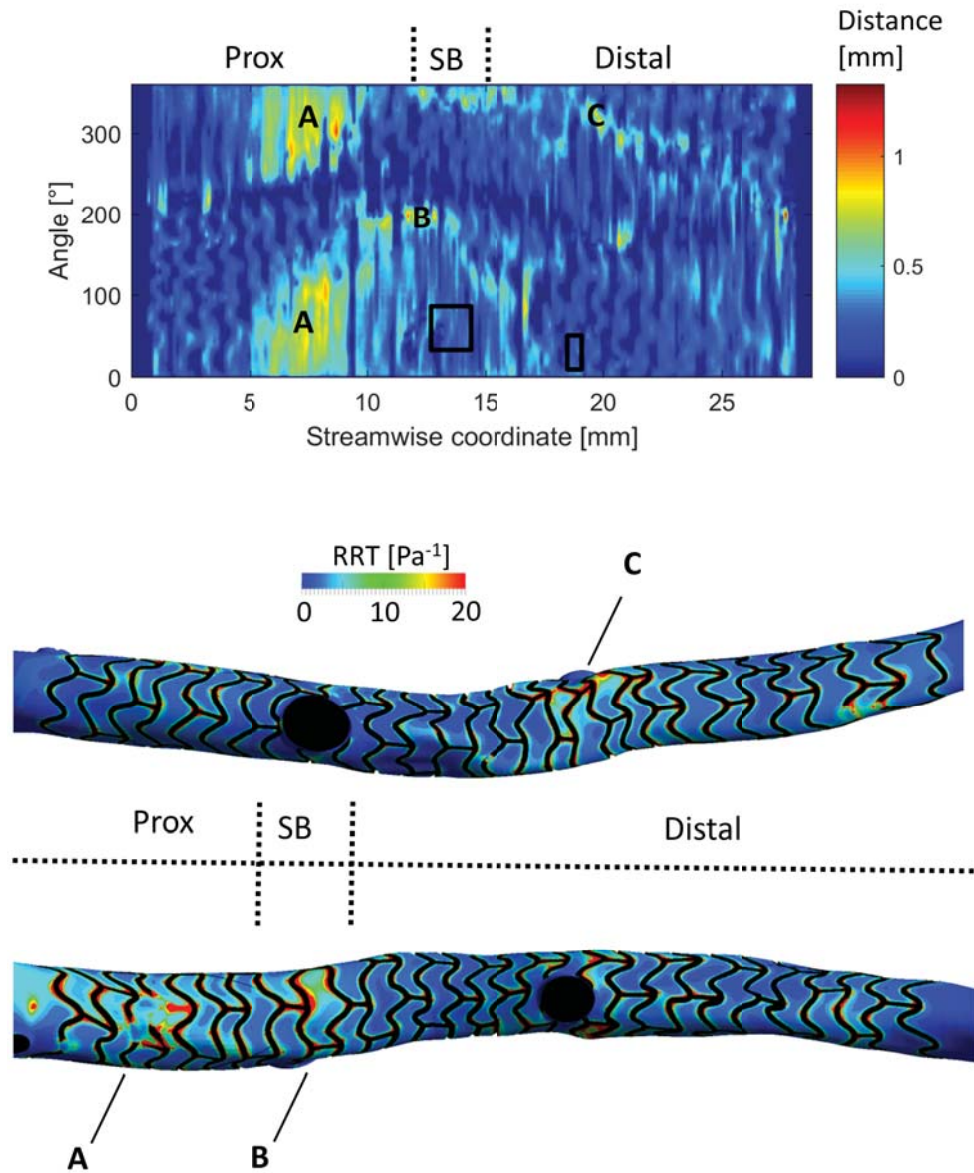 Distance
[mm]
Prox
SB
Distal
A
C
B
A
Angle [°]
300
200
100
0
1
0.5
0
0
5
10
15
20
25
Streamwise coordinate [mm]
RRT [Pa-1]
0
10
20
C
Prox
SB
Distal
A
B